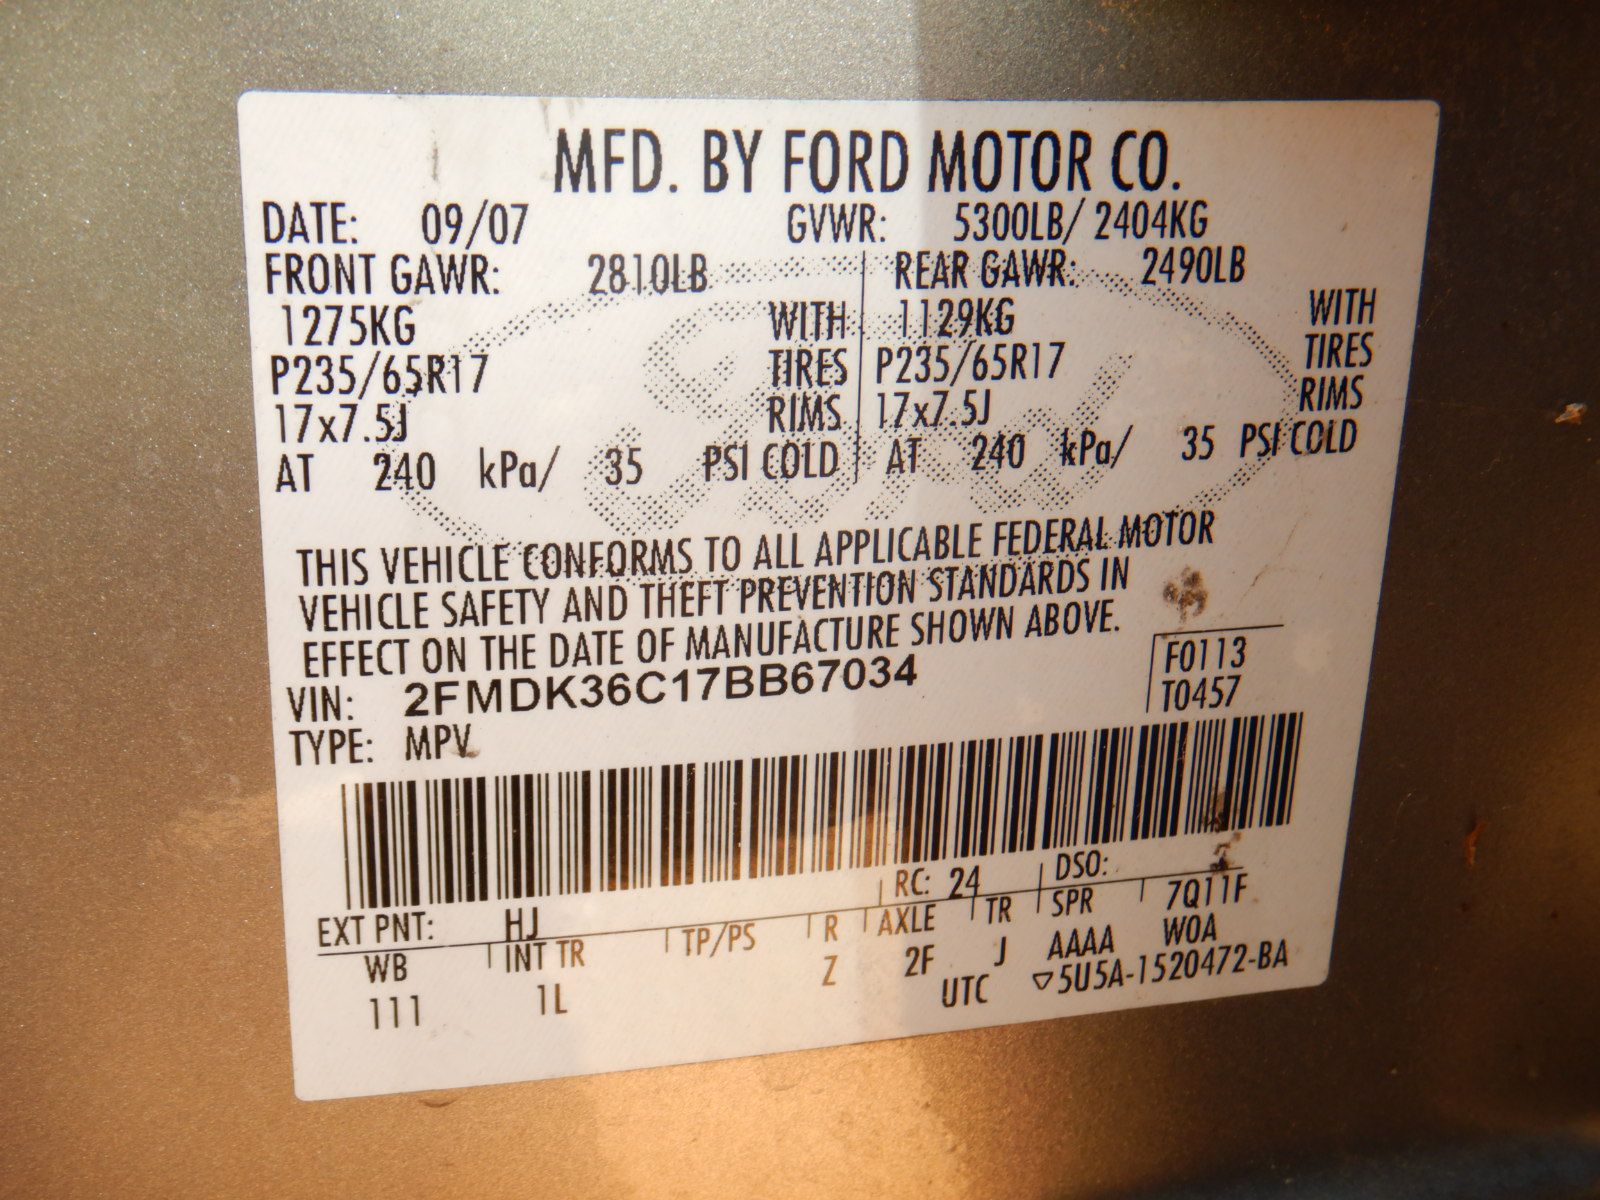 MFD. BY FORD MOTOR CO.
DATE: 09/07 GVWR: 5300LB/ 2404KG
FRONT GAWR: 2810LB REAR GAWR: 2490LB
1275KG WITH 1129KG WITH
P235/65R17 TIRES P235/65R17 TIRES
17x7.5J RIMS 17x7.5J RIMS
AT 240 kPa/ 35 PSI COLD AT 240 kPa/ 35 PSI COLD
THIS VEHICLE CONFORMS TO ALL APPLICABLE FEDERAL MOTOR
VEHICLE SAFETY AND THEFT PREVENTION STANDARDS IN
EFFECT ON THE DATE OF MANUFACTURE SHOWN ABOVE.
F0113
VIN: 2FMDK36C17BB67034 T0457
TYPE: MPV
EXT PNT: HJ RC: 24 DSO:
WB INT TR TP/PS R AXLE TR SPR 7Q11F
111 1L Z 2F J AAAA W0A
UTC ▽5U5A-1520472-BA
Ford